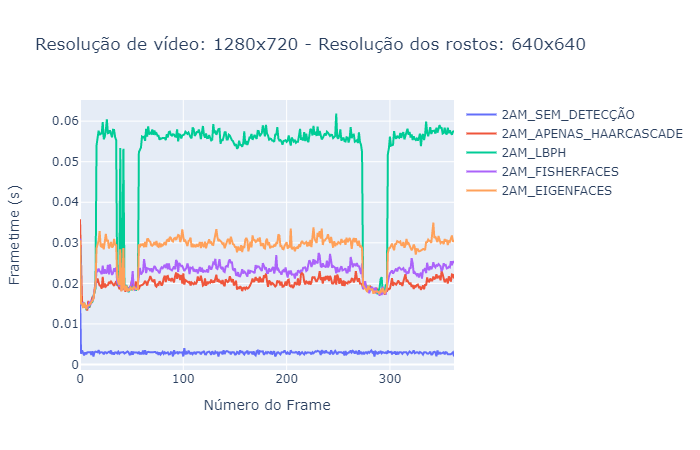 Resolução de vídeo: 1280x720 - Resolução dos rostos: 640x640
2AM_SEM_DETECÇÃO
2AM_APENAS_HAARCASCADE
2AM_LBPH
2AM_FISHERFACES
2AM_EIGENFACES
Frametime (s)
0.06
0.05
0.04
0.03
0.02
0.01
0
0 100 200 300
Número do Frame